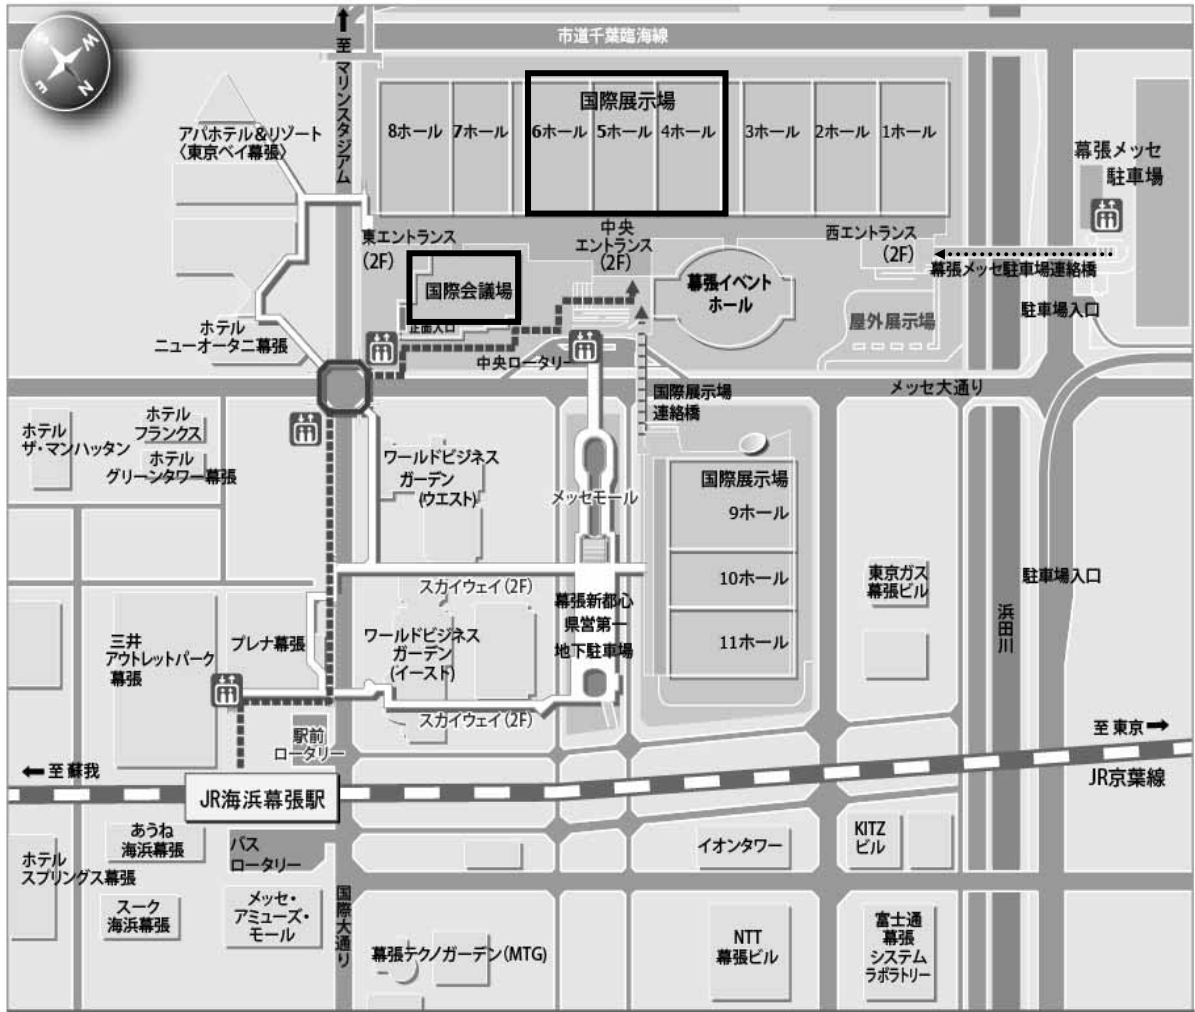 至
マリンスタジアム
市道千葉臨海線
S
W
E
N
国際展示場
8ホール
7ホール
6ホール
5ホール
4ホール
3ホール
2ホール
1ホール
アパホテル&リゾート
〈東京ベイ幕張〉
幕張メッセ
駐車場
東エントランス
(2F)
中央
エントランス
(2F)
西エントランス
(2F)
幕張メッセ駐車場連絡橋
国際会議場
正面入口
幕張イベント
ホール
屋外展示場
駐車場入口
ホテル
ニューオータニ幕張
中央ロータリー
国際展示場
連絡橋
メッセ大通り
ホテル
ザ・マンハッタン
ホテル
フランクス
ホテル
グリーンタワー幕張
ワールドビジネス
ガーデン
(ウエスト)
メッセモール
国際展示場
9ホール
10ホール
11ホール
スカイウェイ(2F)
東京ガス
幕張ビル
駐車場入口
浜田川
幕張新都心
県営第一
地下駐車場
三井
アウトレットパーク
幕張
プレナ幕張
ワールドビジネス
ガーデン
(イースト)
スカイウェイ(2F)
駅前
ロータリー
至 東京
至 蘇我
JR海浜幕張駅
JR京葉線
あうね
海浜幕張
バス
ロータリー
イオンタワー
KITZ
ビル
ホテル
スプリングス幕張
スーク
海浜幕張
メッセ・
アミューズ・
モール
国際大通り
幕張テクノガーデン(MTG)
NTT
幕張ビル
富士通
幕張
システム
ラボラトリー